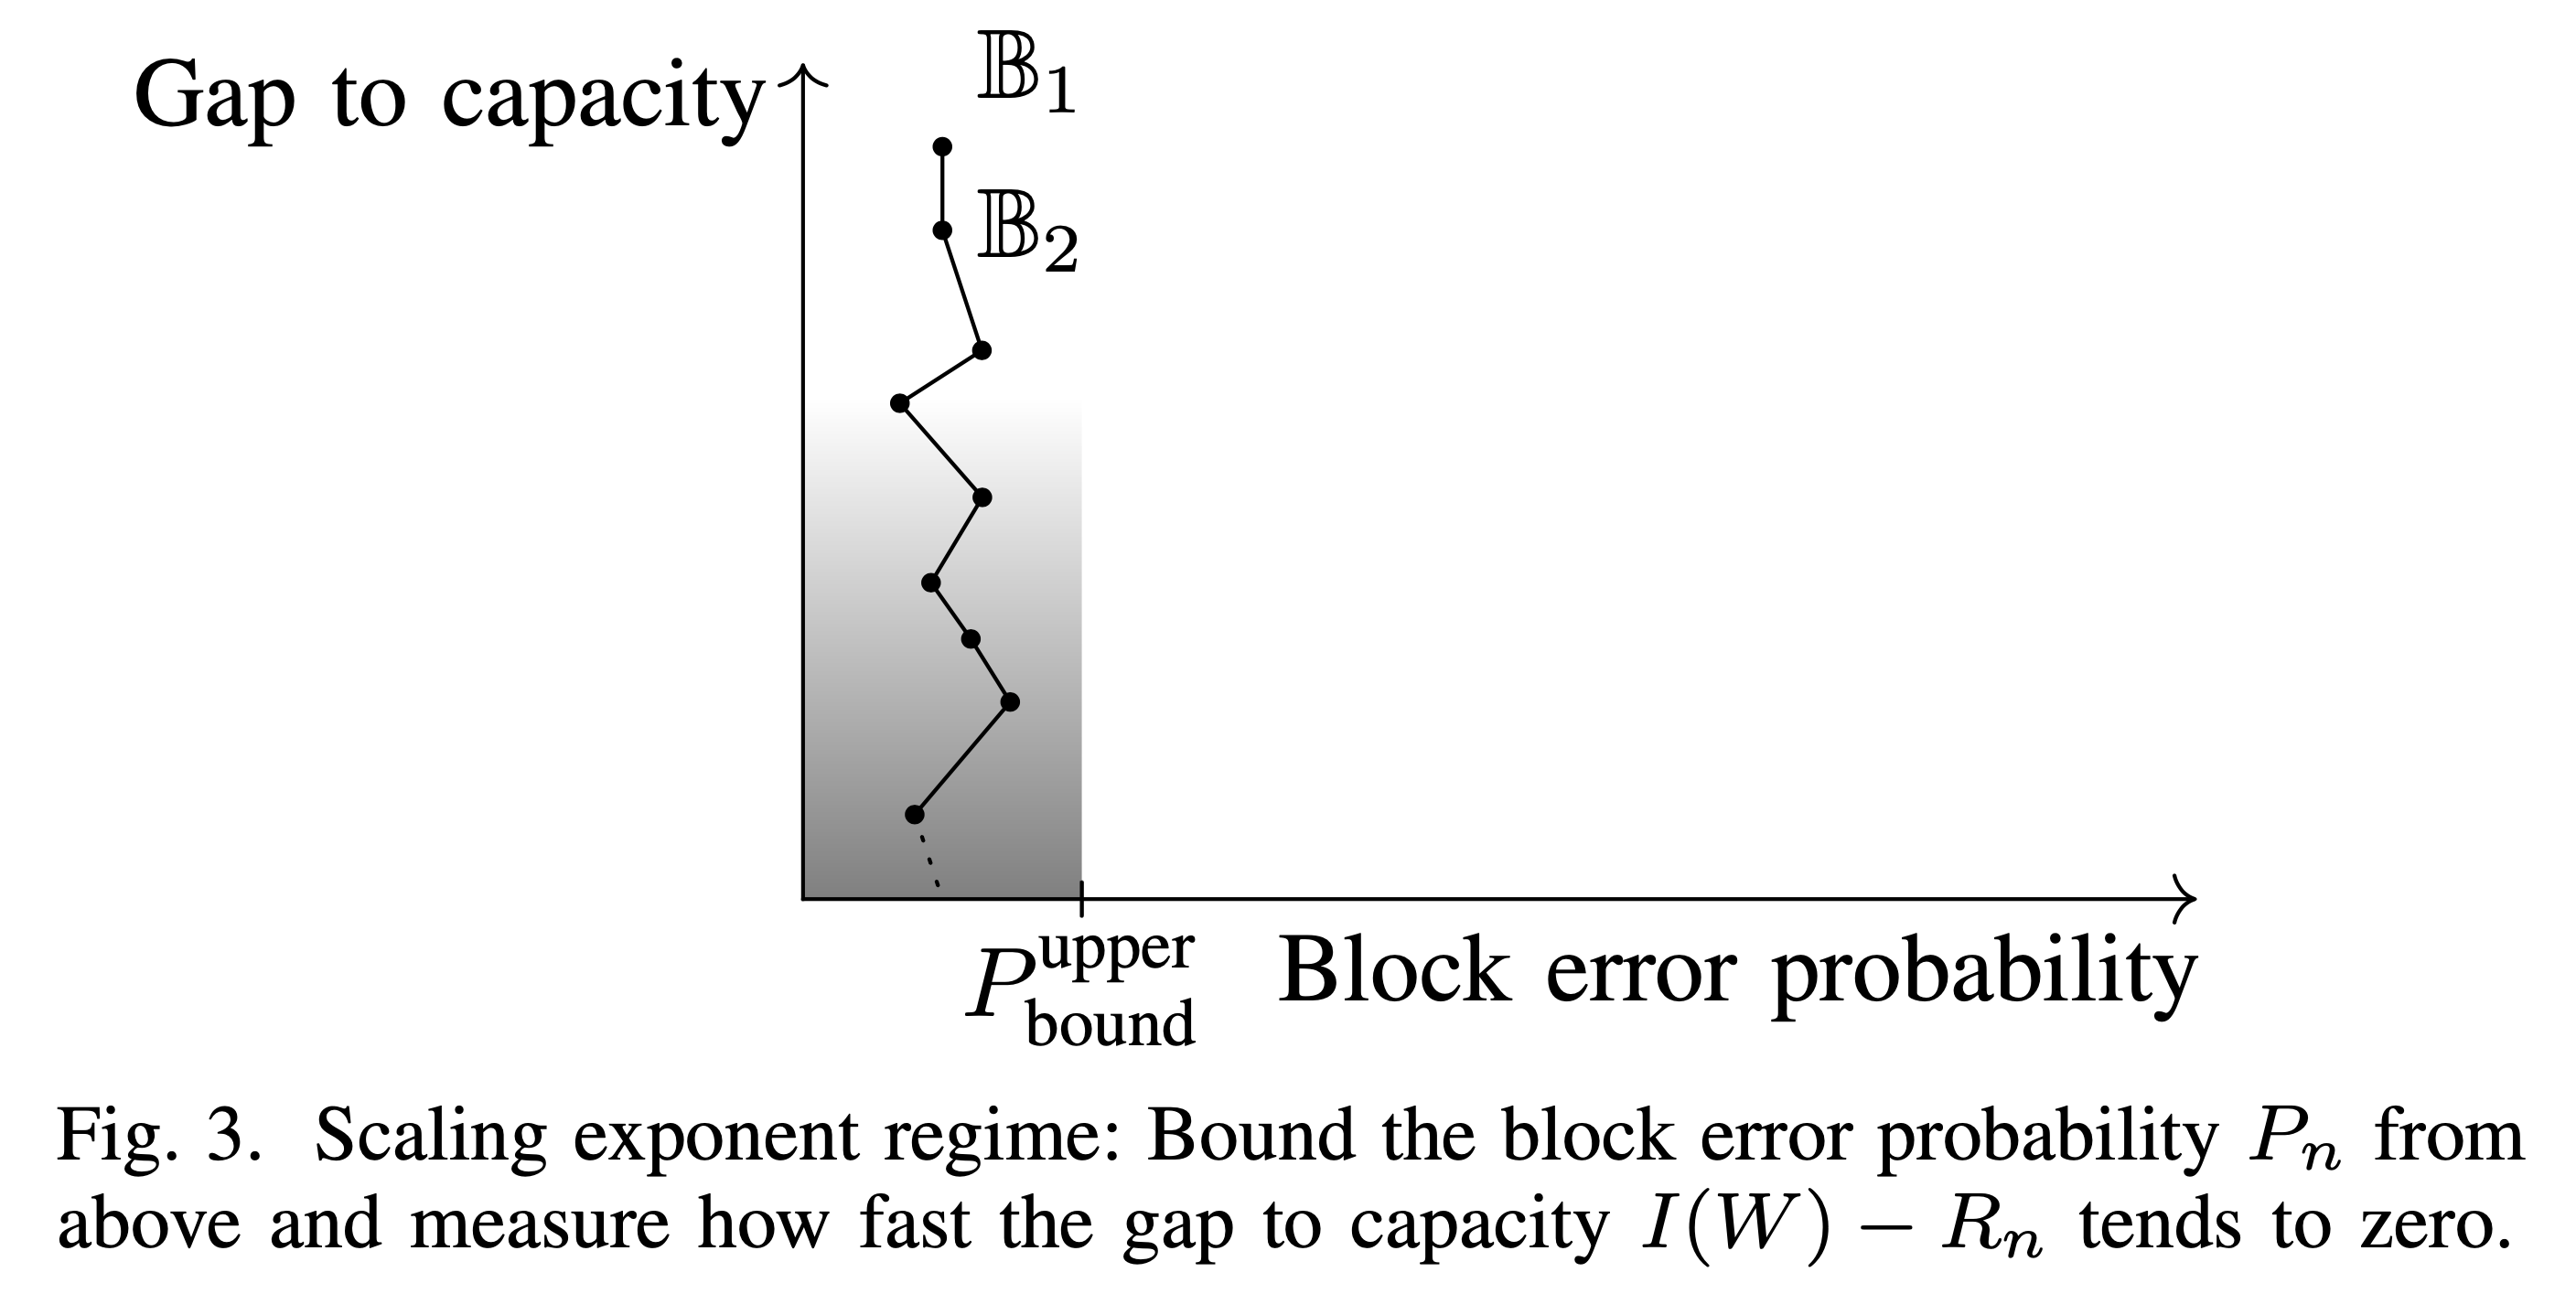 𝔹₁
Gap to capacity
𝔹₂
P^upper_bound
Block error probability
Fig. 3. Scaling exponent regime: Bound the block error probability Pₙ from
above and measure how fast the gap to capacity I(W) − Rₙ tends to zero.